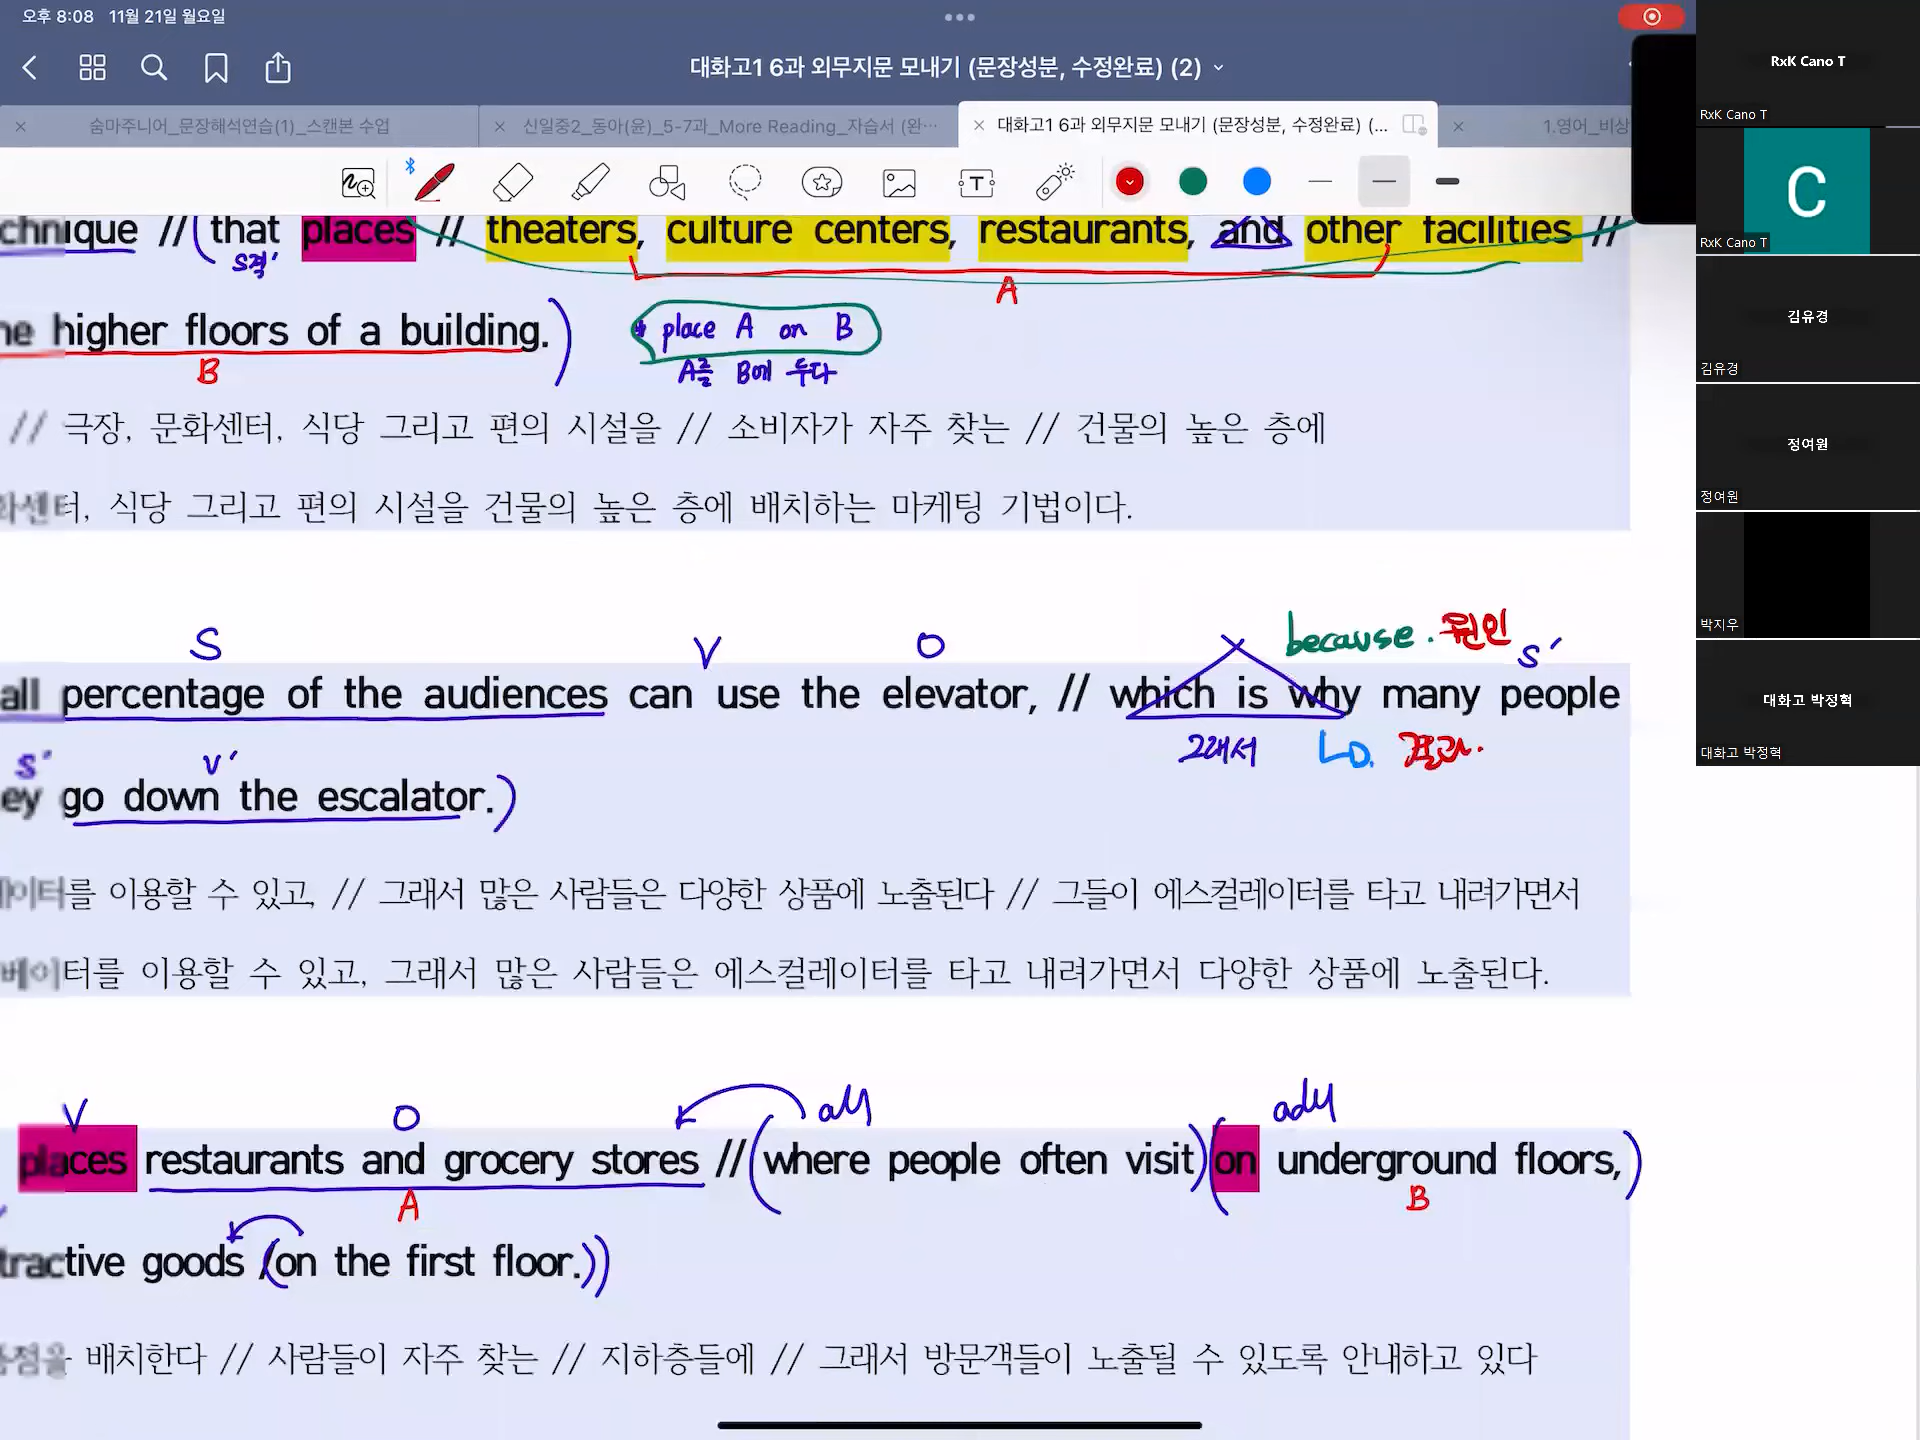 오후 8:08 11월 21일 월요일
대화고1 6과 외무지문 모내기 (문장성분, 수정완료) (2)
숨마주니어_문장해석연습(1)_스캔본 수업
신일중2_동아(윤)_5-7과_More Reading_자습서 (완…
대화고1 6과 외무지문 모내기 (문장성분, 수정완료) (...
1.영어_비상
chnique // (that places // theaters, culture centers, restaurants, and other facilities //
S격'
A
he higher floors of a building.)
place A on B
B
A를 B에 두다
// 극장, 문화센터, 식당 그리고 편의 시설을 // 소비자가 자주 찾는 // 건물의 높은 층에
화센터, 식당 그리고 편의 시설을 건물의 높은 층에 배치하는 마케팅 기법이다.
S V O because. 원인 S'
all percentage of the audiences can use the elevator, // which is why many people
그래서 LD. 결과.
S' V'
ey go down the escalator.)
레이터를 이용할 수 있고, // 그래서 많은 사람들은 다양한 상품에 노출된다 // 그들이 에스컬레이터를 타고 내려가면서
베이터를 이용할 수 있고, 그래서 많은 사람들은 에스컬레이터를 타고 내려가면서 다양한 상품에 노출된다.
V O
places restaurants and grocery stores // (where people often visit) (on underground floors,)
A B
tractive goods /(on the first floor.))
품점을 배치한다 // 사람들이 자주 찾는 // 지하층들에 // 그래서 방문객들이 노출될 수 있도록 안내하고 있다
RxK Cano T
RxK Cano T
C
RxK Cano T
김유경
김유경
정여원
정여원
박지우
대화고 박정혁
대화고 박정혁